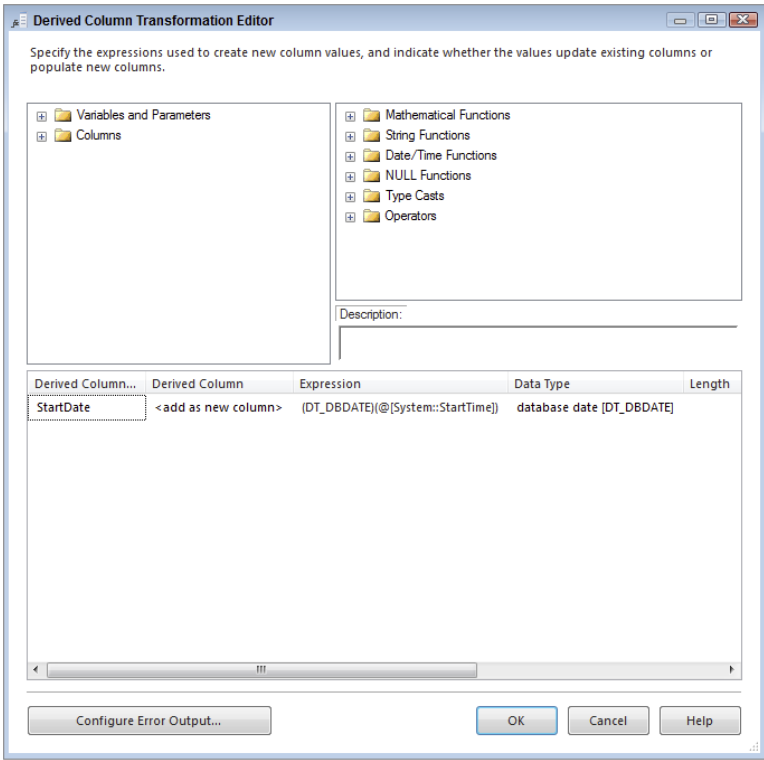 Derived Column Transformation Editor
Specify the expressions used to create new column values, and indicate whether the values update existing columns or
populate new columns.
Variables and Parameters
Columns
Mathematical Functions
String Functions
Date/Time Functions
NULL Functions
Type Casts
Operators
Description:
Derived Column... Derived Column Expression Data Type Length
StartDate <add as new column> (DT_DBDATE)(@[System::StartTime]) database date [DT_DBDATE]
Configure Error Output... OK Cancel Help